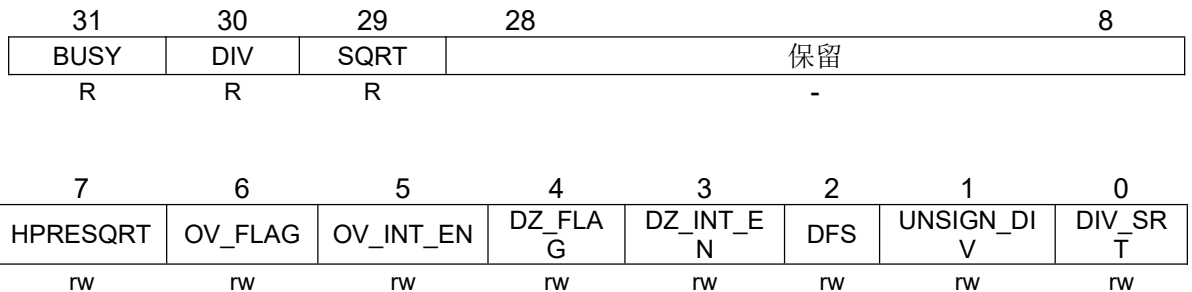 31 30 29 28 8
BUSY DIV SQRT 保留
R R R -
7 6 5 4 3 2 1 0
HPRESQRT OV_FLAG OV_INT_EN DZ_FLA DZ_INT_E DFS UNSIGN_DI DIV_SR
G N V T
rw rw rw rw rw rw rw rw